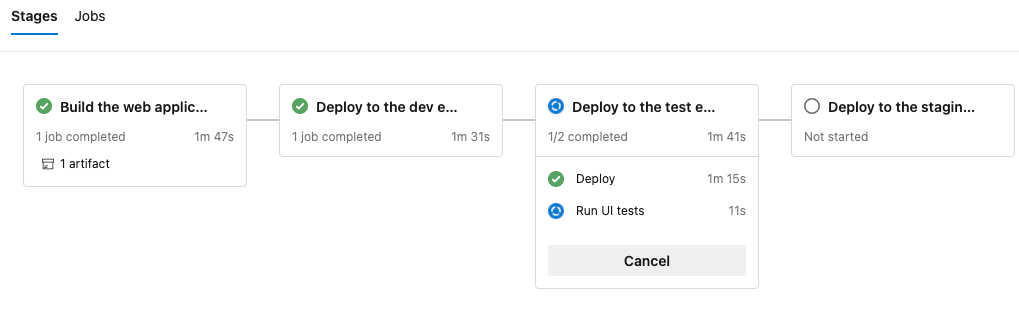 Stages Jobs
Build the web applic...
1 job completed 1m 47s
1 artifact
Deploy to the dev e...
1 job completed 1m 31s
Deploy to the test e...
1/2 completed 1m 41s
Deploy 1m 15s
Run UI tests 11s
Cancel
Deploy to the stagin...
Not started